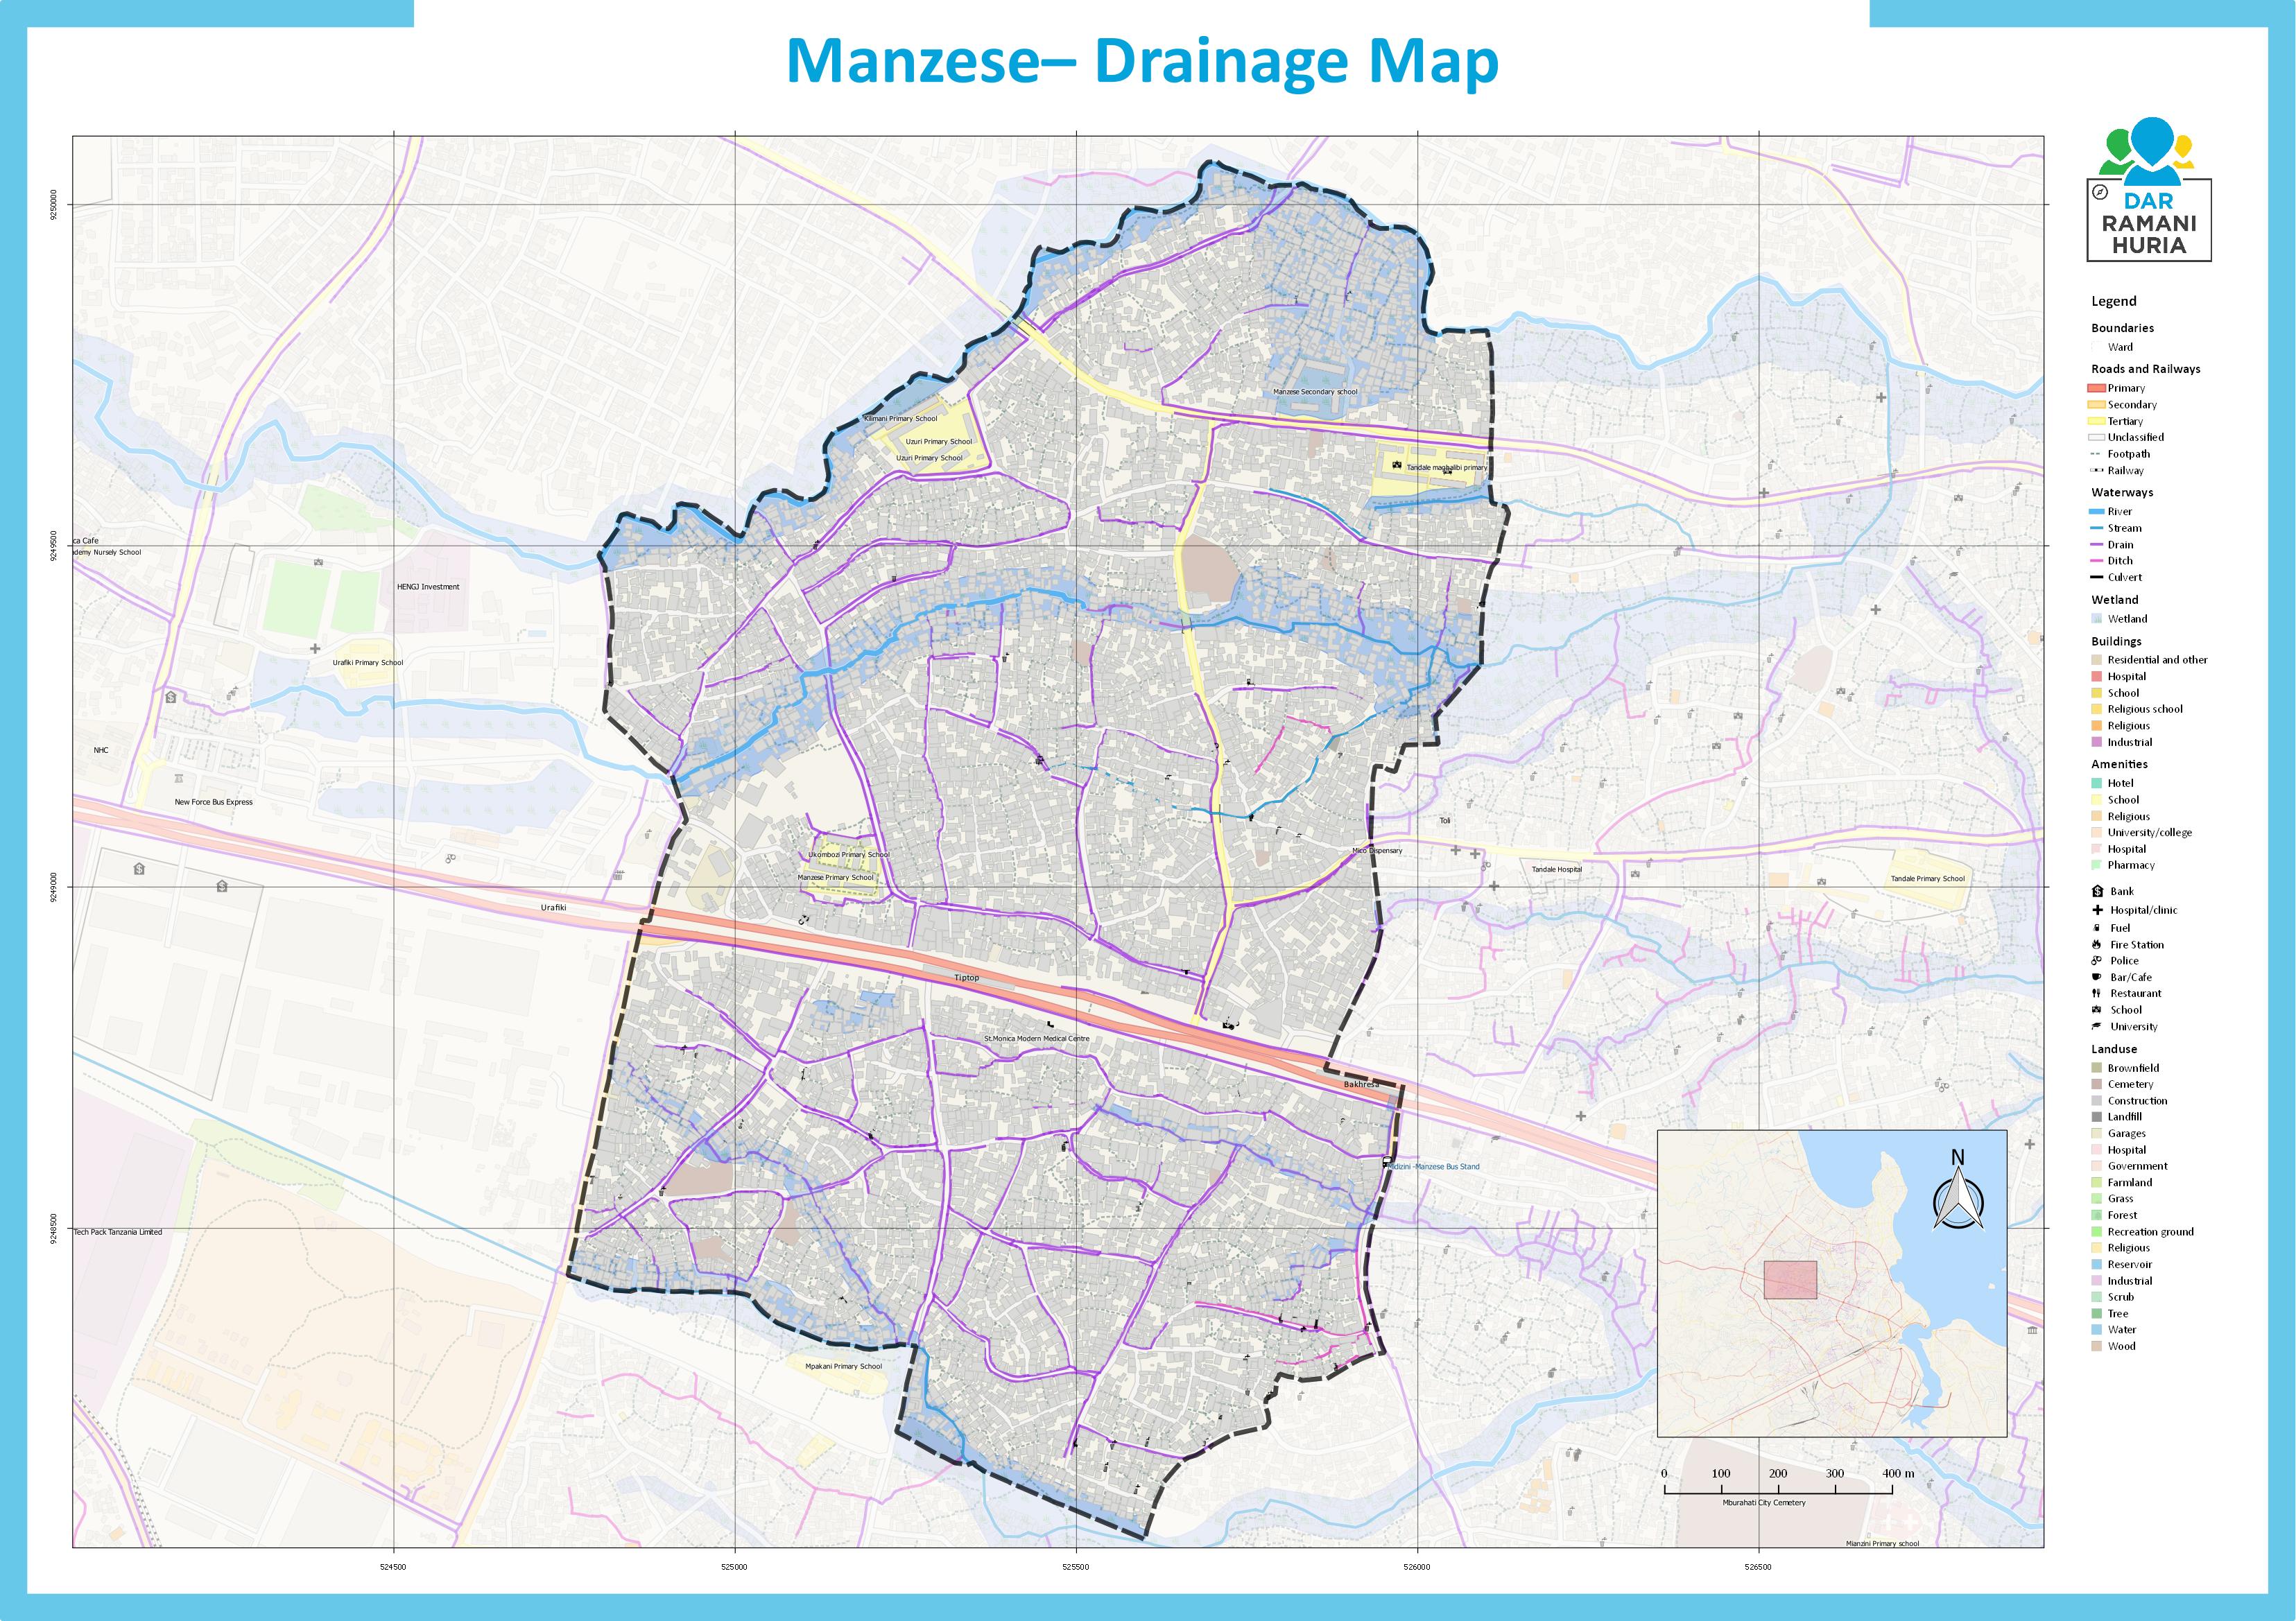 Manzese– Drainage Map
DAR
RAMANI
HURIA
Legend
Boundaries
Ward
Roads and Railways
Primary
Secondary
Tertiary
Unclassified
Footpath
Railway
Waterways
River
Stream
Drain
Ditch
Culvert
Wetland
Wetland
Buildings
Residential and other
Hospital
School
Religious school
Religious
Industrial
Amenities
Hotel
School
Religious
University/college
Hospital
Pharmacy
Bank
Hospital/clinic
Fuel
Fire Station
Police
Bar/Cafe
Restaurant
School
University
Landuse
Brownfield
Cemetery
Construction
Landfill
Garages
Hospital
Government
Farmland
Grass
Forest
Recreation ground
Religious
Reservoir
Industrial
Scrub
Tree
Water
Wood
9250000
9249500
9249000
9248500
524500
525000
525500
526000
526500
Manzese Secondary school
Kilimani Primary School
Uzuri Primary School
Uzuri Primary School
Tandale maghalibi primary
ca Cafe
ademy Nursely School
HENGJ Investment
Urafiki Primary School
NHC
New Force Bus Express
Toli
Mico Dispensary
Ukombozi Primary School
Manzese Primary School
Tandale Hospital
Tandale Primary School
Urafiki
Tiptop
St.Monica Modern Medical Centre
Bakhresa
Midizini -Manzese Bus Stand
Tech Pack Tanzania Limited
Mpakani Primary School
N
0 100 200 300 400 m
Mburahati City Cemetery
Mianzini Primary school